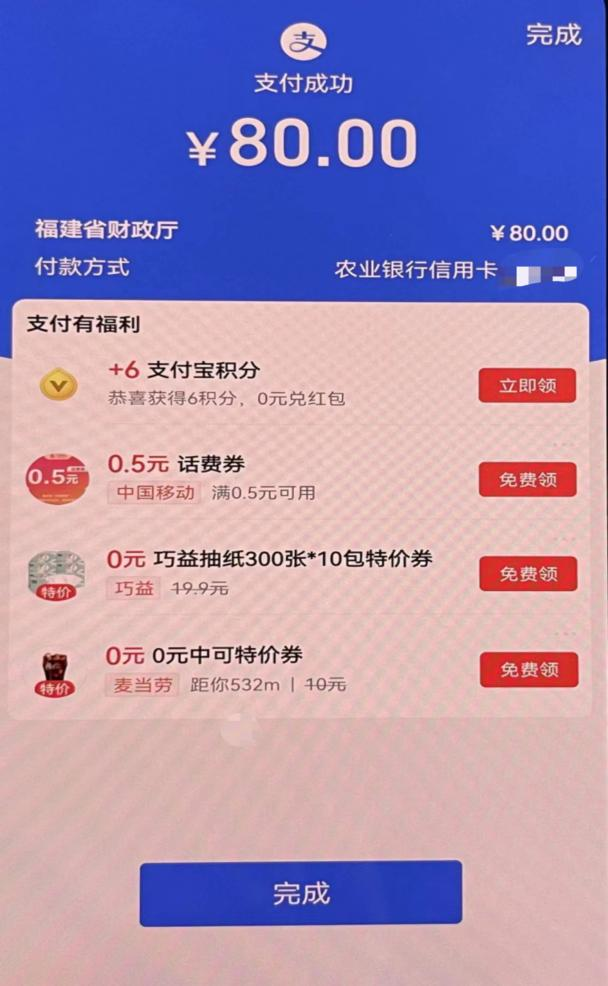 完成
支
支付成功
¥80.00
福建省财政厅 ¥80.00
付款方式 农业银行信用卡
支付有福利
+6 支付宝积分
恭喜获得6积分，0元兑红包
立即领
0.5元
0.5元 话费券
中国移动 满0.5元可用
免费领
0元 巧益抽纸300张*10包特价券
特价
巧益 19.9元
免费领
0元 0元中可特价券
特价
麦当劳 距你532m | 10元
免费领
完成